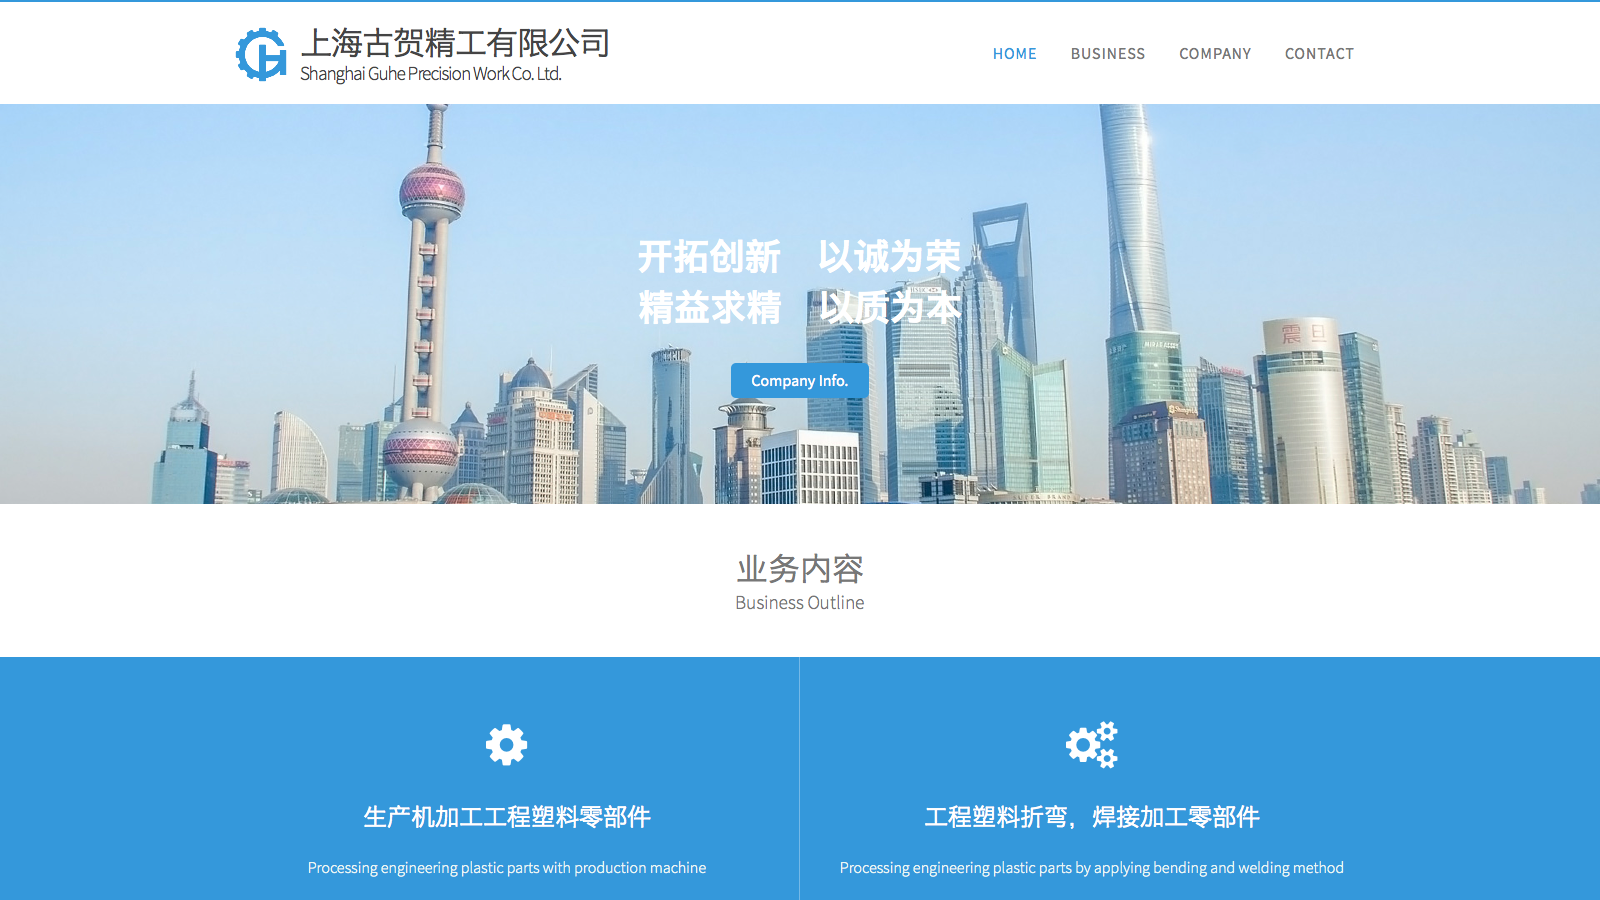 上海古贺精工有限公司
Shanghai Guhe Precision Work Co. Ltd.
HOME BUSINESS COMPANY CONTACT
开拓创新　以诚为荣
精益求精　以质为本
震旦
Company Info.
业务内容
Business Outline
生产机加工工程塑料零部件
工程塑料折弯，焊接加工零部件
Processing engineering plastic parts with production machine
Processing engineering plastic parts by applying bending and welding method